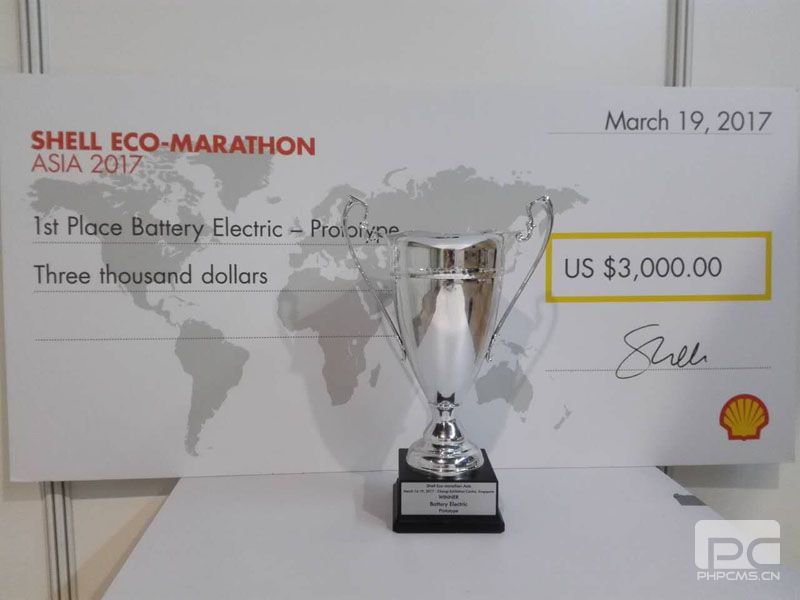 March 19, 2017
SHELL ECO-MARATHON
ASIA 2017
1st Place Battery Electric – Prototype
Three thousand dollars
US $3,000.00
Shell
Shell Eco-Marathon Asia
March 16-19, 2017 - Changi Exhibition Centre, Singapore
WINNER
Battery Electric
Prototype
PC
PHPCMS.CN